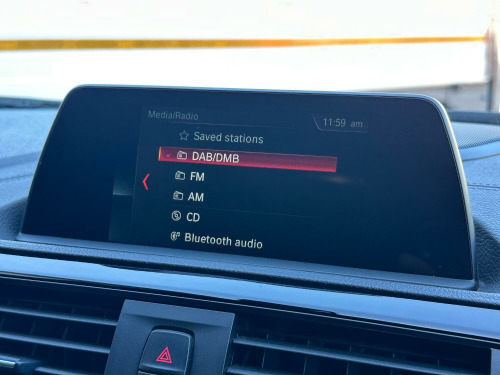 Media/Radio
11:59 am
Saved stations
DAB/DMB
FM
AM
CD
Bluetooth audio